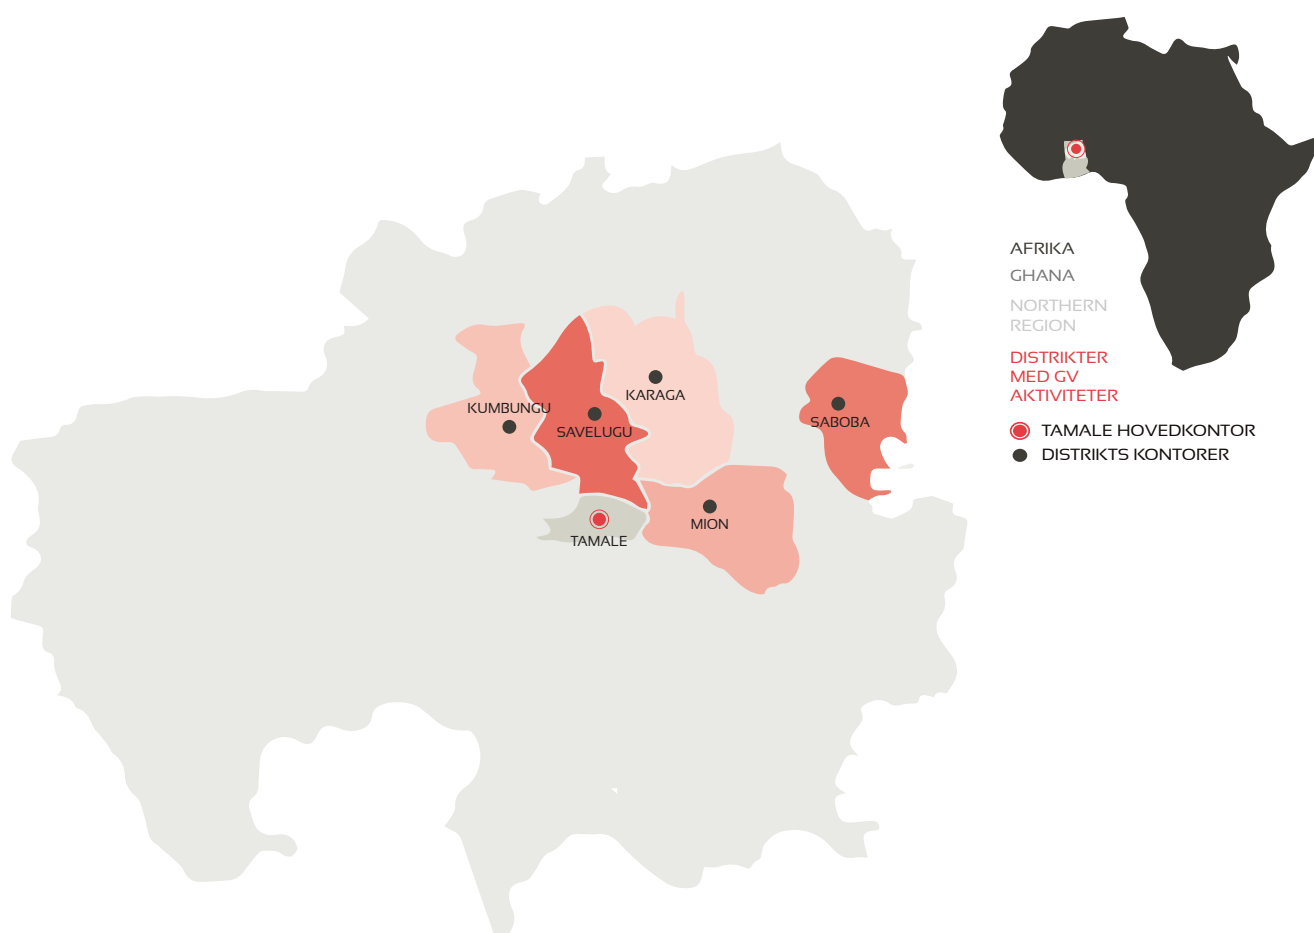 AFRIKA
GHANA
NORTHERN
REGION
DISTRIKTER
MED GV
AKTIVITETER
TAMALE HOVEDKONTOR
DISTRIKTS KONTORER
KARAGA
KUMBUNGU
SAVELUGU
SABOBA
MION
TAMALE